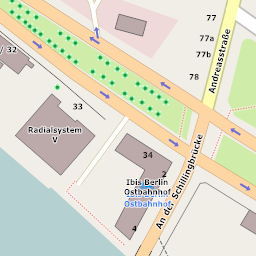 77
77a
77b
78
Andreasstraße
/ 32
33
Radialsystem
V
34
2
Ibis Berlin
Ostbahnhof
Ostbahnhof
4
An der Schillingbrücke